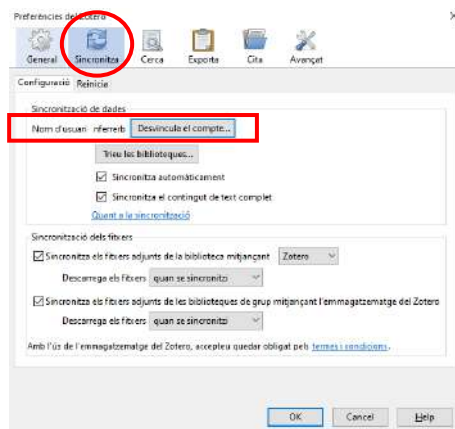 Preferències del Zotero
General Sincronitza Cerca Exporta Cita Avançat
Configuració Reinicie
Sincronització de dades
Nom d'usuari nferrerb Desvincula el compte...
Trieu les biblioteques...
Sincronitza automàticament
Sincronitza el contingut de text complet
Quant a la sincronització
Sincronització dels fitxers
Sincronitza els fitxers adjunts de la biblioteca mitjançant Zotero
Descarrega els fitxers quan se sincronitzi
Sincronitza els fitxers adjunts de les biblioteques de grup mitjançant l'emmagatzematge del Zotero
Descarrega els fitxers quan se sincronitzi
Amb l'ús de l'emmagatzematge del Zotero, accepteu quedar obligat pels termes i condicions.
OK Cancel Help